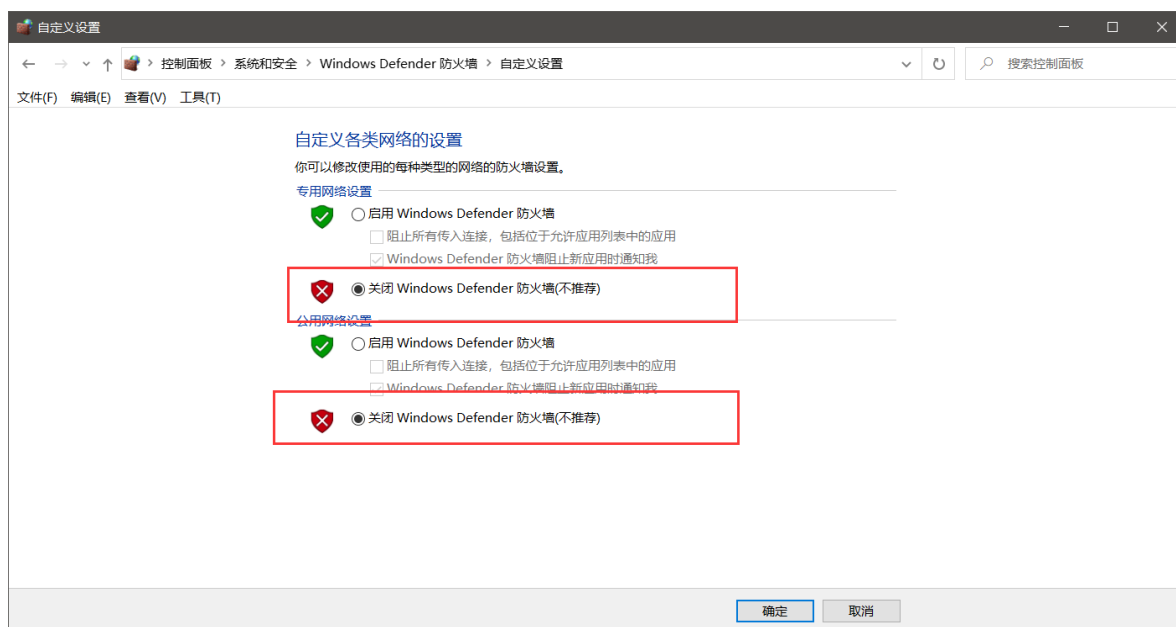 自定义设置
控制面板 › 系统和安全 › Windows Defender 防火墙 › 自定义设置
搜索控制面板
文件(F) 编辑(E) 查看(V) 工具(T)
自定义各类网络的设置
你可以修改使用的每种类型的网络的防火墙设置。
专用网络设置
启用 Windows Defender 防火墙
阻止所有传入连接，包括位于允许应用列表中的应用
Windows Defender 防火墙阻止新应用时通知我
关闭 Windows Defender 防火墙(不推荐)
公用网络设置
启用 Windows Defender 防火墙
阻止所有传入连接，包括位于允许应用列表中的应用
Windows Defender 防火墙阻止新应用时通知我
关闭 Windows Defender 防火墙(不推荐)
确定 取消